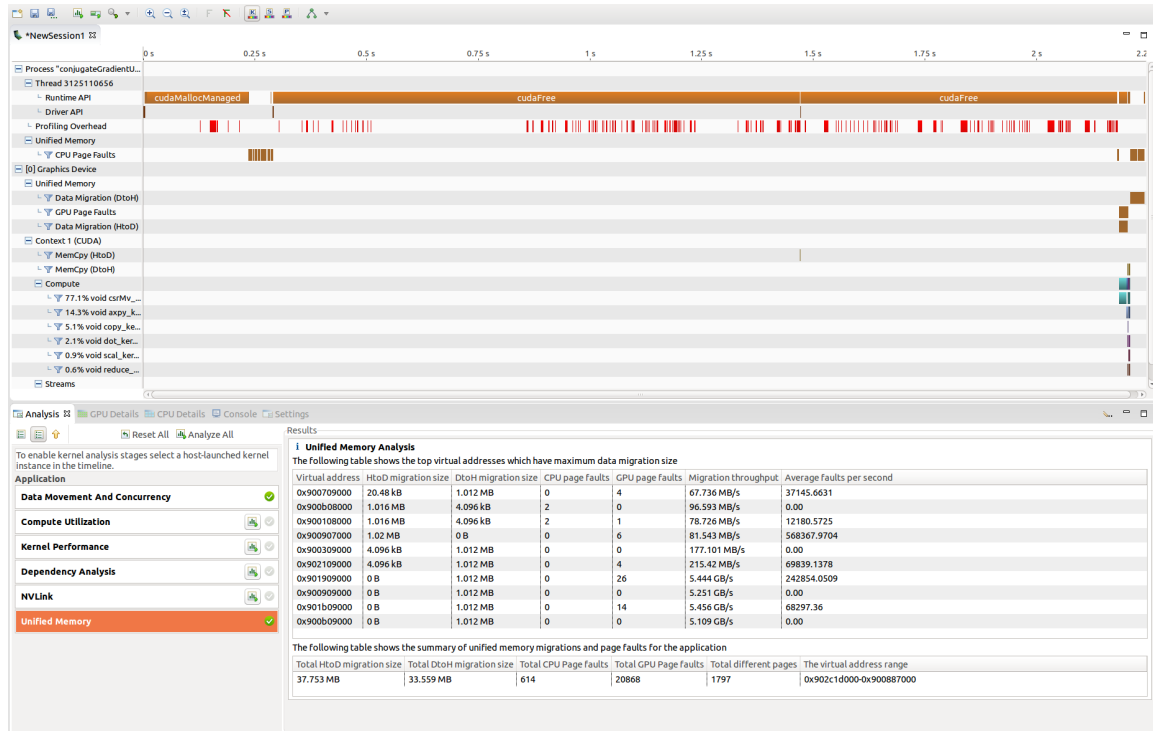 *NewSession1
0 s 0.25 s 0.5 s 0.75 s 1 s 1.25 s 1.5 s 1.75 s 2 s 2.2
Process "conjugateGradientU...
Thread 3125110656
Runtime API cudaMallocManaged cudaFree cudaFree
Driver API
Profiling Overhead
Unified Memory
CPU Page Faults
[0] Graphics Device
Unified Memory
Data Migration (DtoH)
GPU Page Faults
Data Migration (HtoD)
Context 1 (CUDA)
MemCpy (HtoD)
MemCpy (DtoH)
Compute
77.1% void csrMv_...
14.3% void axpy_k...
5.1% void copy_ke...
2.1% void dot_ker...
0.9% void scal_ker...
0.6% void reduce_...
Streams
Analysis GPU Details CPU Details Console Settings
Reset All Analyze All
To enable kernel analysis stages select a host-launched kernel
instance in the timeline.
Application
Data Movement And Concurrency
Compute Utilization
Kernel Performance
Dependency Analysis
NVLink
Unified Memory
Results
i Unified Memory Analysis
The following table shows the top virtual addresses which have maximum data migration size
Virtual address HtoD migration size DtoH migration size CPU page faults GPU page faults Migration throughput Average faults per second
0x900709000 20.48 kB 1.012 MB 0 4 67.736 MB/s 37145.6631
0x900b08000 1.016 MB 4.096 kB 2 0 96.593 MB/s 0.00
0x900108000 1.016 MB 4.096 kB 2 1 78.726 MB/s 12180.5725
0x900907000 1.02 MB 0 B 0 6 81.543 MB/s 568367.9704
0x900309000 4.096 kB 1.012 MB 0 0 177.101 MB/s 0.00
0x902109000 4.096 kB 1.012 MB 0 4 215.42 MB/s 69839.1378
0x901909000 0 B 1.012 MB 0 26 5.444 GB/s 242854.0509
0x900909000 0 B 1.012 MB 0 0 5.251 GB/s 0.00
0x901b09000 0 B 1.012 MB 0 14 5.456 GB/s 68297.36
0x900b09000 0 B 1.012 MB 0 0 5.109 GB/s 0.00
The following table shows the summary of unified memory migrations and page faults for the application
Total HtoD migration size Total DtoH migration size Total CPU Page faults Total GPU Page faults Total different pages The virtual address range
37.753 MB 33.559 MB 614 20868 1797 0x902c1d000-0x900887000